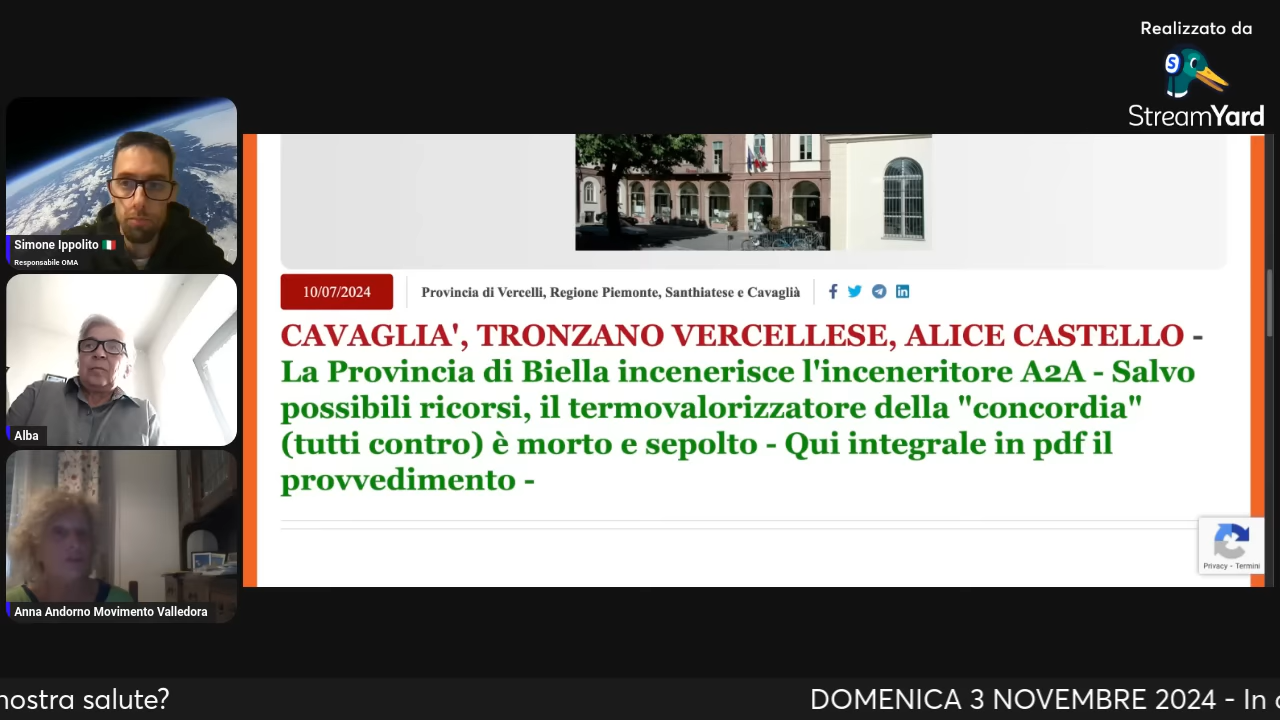 Realizzato da
StreamYard
Simone Ippolito
Responsabile OMA
Alba
Anna Andorno Movimento Valledora
10/07/2024
Provincia di Vercelli, Regione Piemonte, Santhiatese e Cavaglià
CAVAGLIA', TRONZANO VERCELLESE, ALICE CASTELLO -
La Provincia di Biella incenerisce l'inceneritore A2A - Salvo
possibili ricorsi, il termovalorizzatore della "concordia"
(tutti contro) è morto e sepolto - Qui integrale in pdf il
provvedimento -
Privacy - Termini
nostra salute?
DOMENICA 3 NOVEMBRE 2024 - In